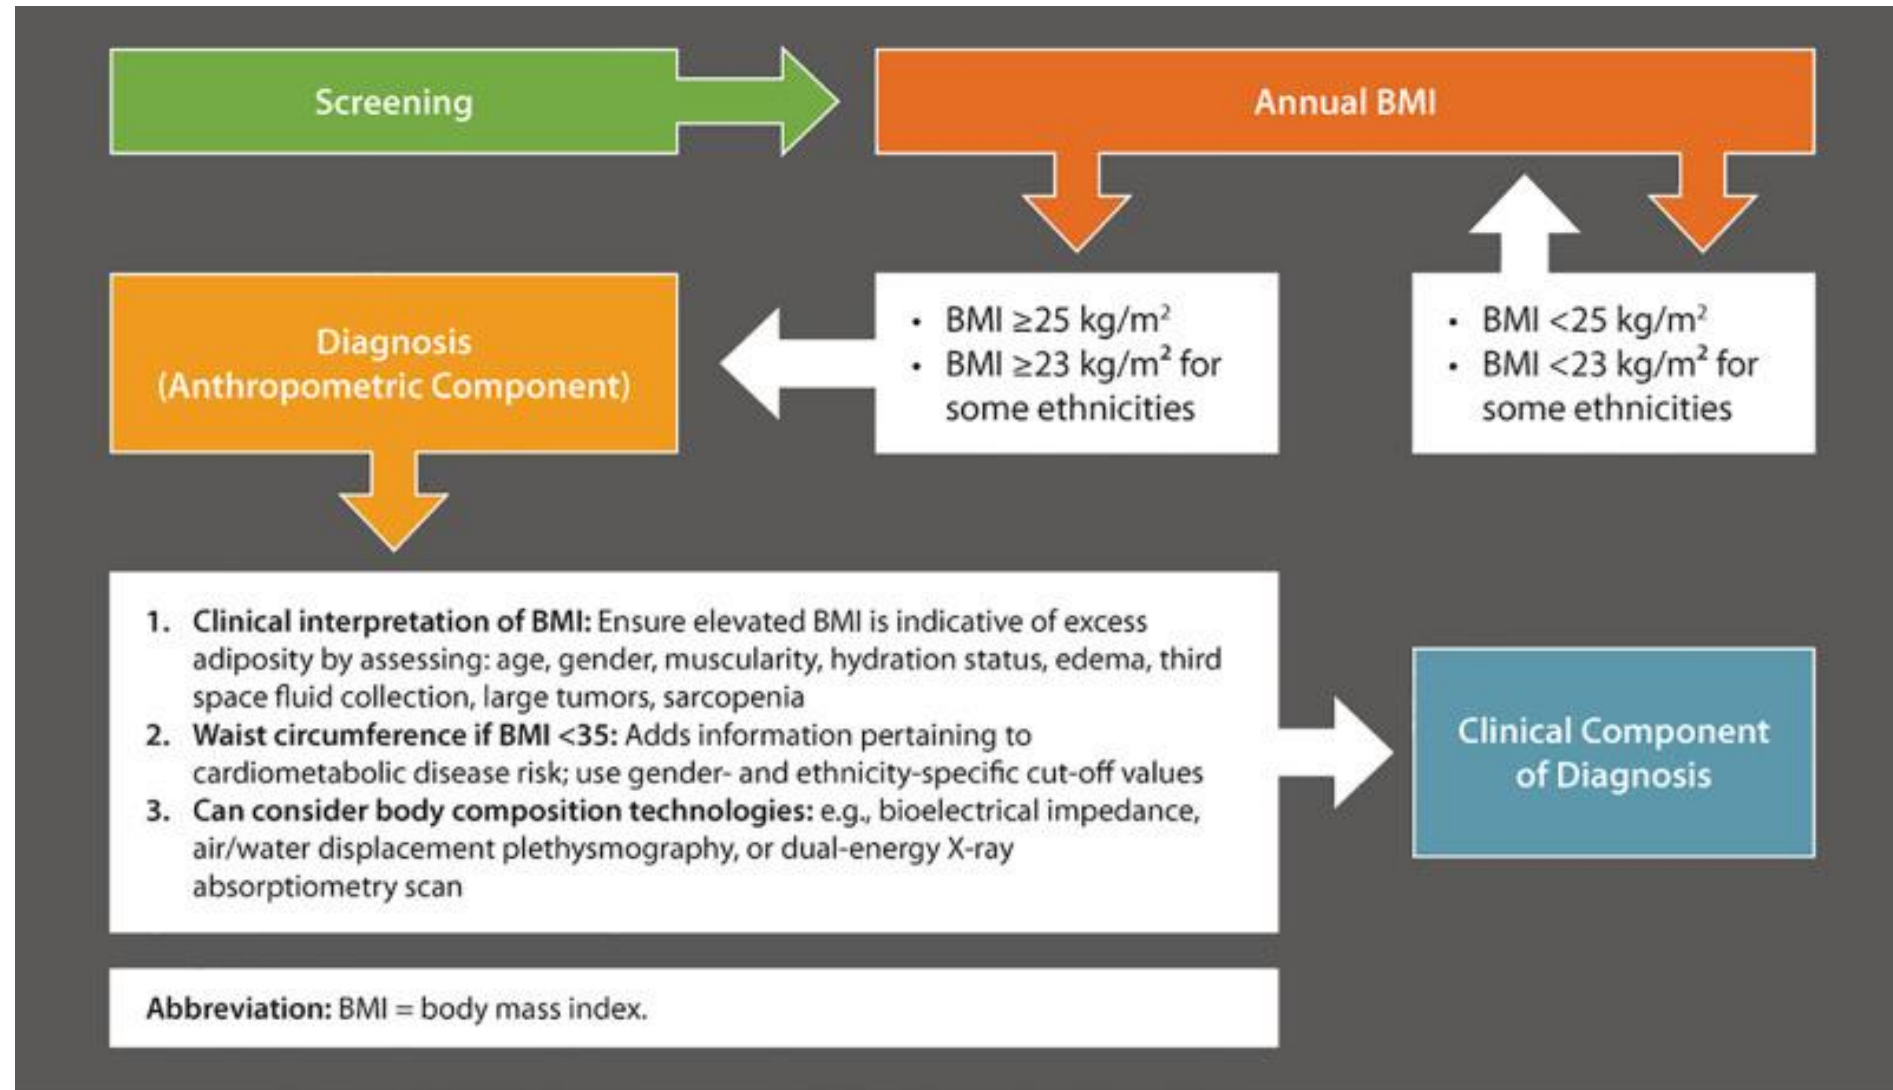 Screening
Annual BMI
Diagnosis
(Anthropometric Component)
• BMI ≥25 kg/m²
• BMI ≥23 kg/m² for
some ethnicities
• BMI <25 kg/m²
• BMI <23 kg/m² for
some ethnicities
1. Clinical interpretation of BMI: Ensure elevated BMI is indicative of excess
adiposity by assessing: age, gender, muscularity, hydration status, edema, third
space fluid collection, large tumors, sarcopenia
2. Waist circumference if BMI <35: Adds information pertaining to
cardiometabolic disease risk; use gender- and ethnicity-specific cut-off values
3. Can consider body composition technologies: e.g., bioelectrical impedance,
air/water displacement plethysmography, or dual-energy X-ray
absorptiometry scan
Clinical Component
of Diagnosis
Abbreviation: BMI = body mass index.